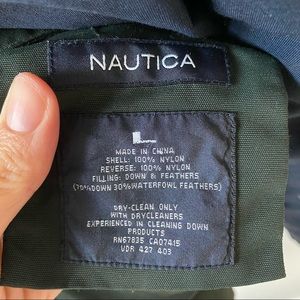 NAUTICA
L
MADE IN CHINA
SHELL: 100% NYLON
REVERSE: 100% NYLON
FILLING: DOWN & FEATHERS
(70%DOWN 30%WATERFOWL FEATHERS)
DRY-CLEAN ONLY
WITH DRYCLEANERS
EXPERIENCED IN CLEANING DOWN
PRODUCTS
RN67835 CA07415
VDR 427 403